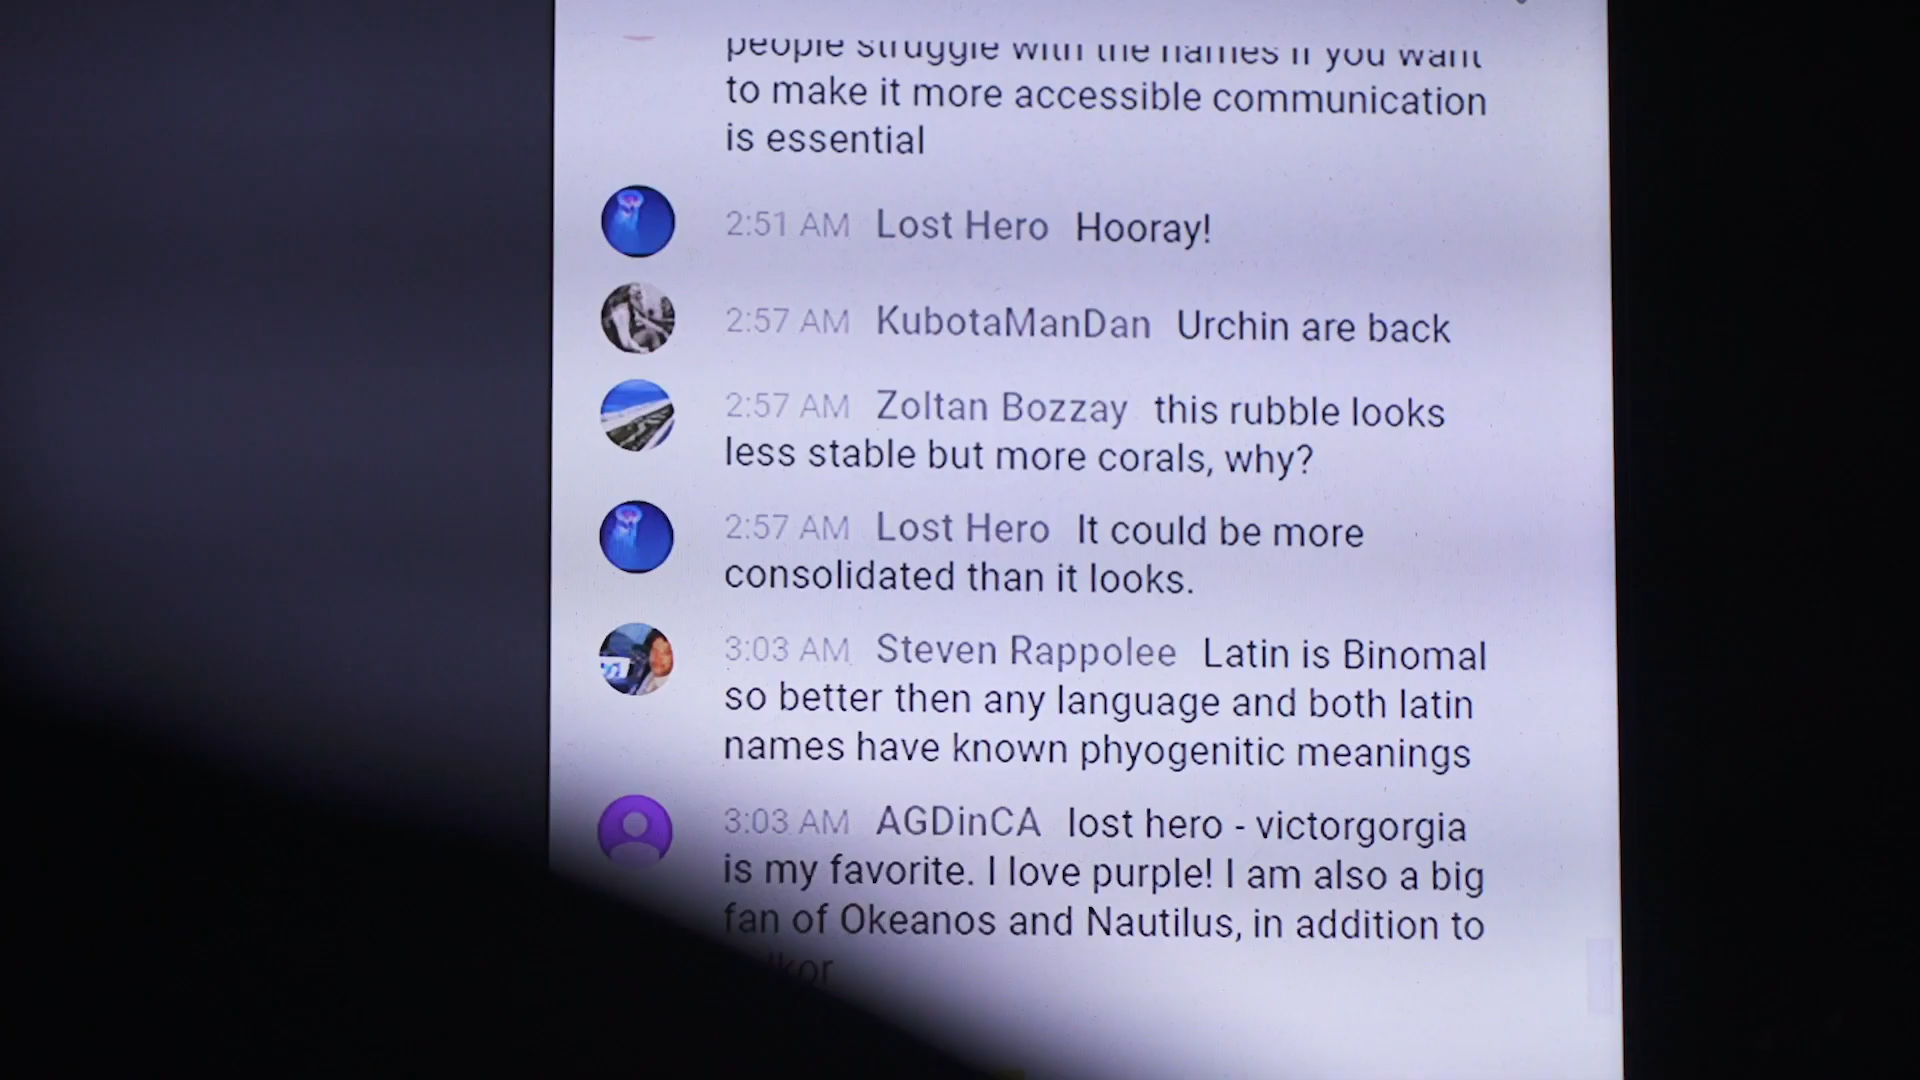 people struggle with the names if you want
to make it more accessible communication
is essential
2:51 AM Lost Hero Hooray!
2:57 AM KubotaManDan Urchin are back
2:57 AM Zoltan Bozzay this rubble looks
less stable but more corals, why?
2:57 AM Lost Hero It could be more
consolidated than it looks.
3:03 AM Steven Rappolee Latin is Binomal
so better then any language and both latin
names have known phyogenitic meanings
3:03 AM AGDinCA lost hero - victorgorgia
is my favorite. I love purple! I am also a big
fan of Okeanos and Nautilus, in addition to